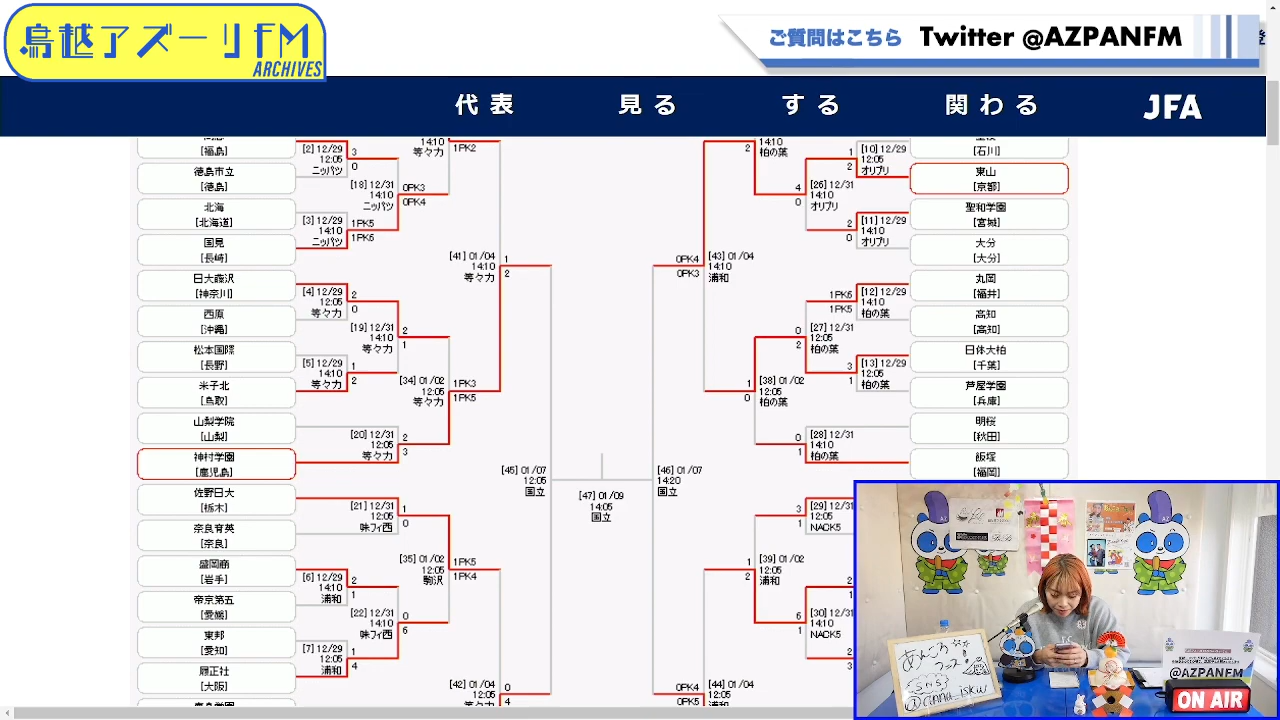 鳥越アズーリFM
ARCHIVES
ご質問はこちら Twitter @AZPANFM
代表 見る する 関わる JFA
[福島]
徳島市立
[徳島]
北海
[北海道]
国見
[長崎]
日大藤沢
[神奈川]
西原
[沖縄]
松本国際
[長野]
米子北
[鳥取]
山梨学院
[山梨]
神村学園
[鹿児島]
佐野日大
[栃木]
奈良育英
[奈良]
盛岡商
[岩手]
帝京第五
[愛媛]
東邦
[愛知]
履正社
[大阪]
[2] 12/29
12:05
ニッパツ
3
0
[3] 12/29
14:10
ニッパツ
1PK5
1PK6
[4] 12/29
12:05
等々力
2
0
[5] 12/29
14:10
等々力
1
2
[6] 12/29
14:10
浦和
2
1
[7] 12/29
12:05
浦和
1
4
[18] 12/31
14:10
ニッパツ
0PK3
0PK4
[19] 12/31
14:10
等々力
2
1
[20] 12/31
12:05
等々力
2
3
[21] 12/31
12:05
味フィ西
1
0
[22] 12/31
14:10
味フィ西
0
6
14:10
等々力
1PK2
[34] 01/02
12:05
等々力
1PK3
1PK5
[35] 01/02
12:05
駒沢
1PK5
1PK4
[41] 01/04
14:10
等々力
1
2
[42] 01/04
12:05
等々力
0
4
[45] 01/07
12:05
国立
[47] 01/09
14:05
国立
[46] 01/07
14:20
国立
0PK4
0PK3
[43] 01/04
14:10
浦和
0PK4
0PK5
[44] 01/04
14:10
浦和
2
14:10
柏の葉
1
0
[38] 01/02
12:05
柏の葉
1
2
[39] 01/02
12:05
浦和
4
0
[26] 12/31
14:10
オリプリ
0
2
[27] 12/31
12:05
柏の葉
0
1
[28] 12/31
14:10
柏の葉
3
1
[29] 12/31
12:05
NACK5
6
1
[30] 12/31
14:10
NACK5
1
2
[10] 12/29
12:05
オリプリ
2
0
[11] 12/29
14:10
オリプリ
1PK5
1PK5
[12] 12/29
14:10
柏の葉
3
1
[13] 12/29
12:05
柏の葉
2
1
2
3
[石川]
東山
[京都]
聖和学園
[宮城]
大分
[大分]
丸岡
[福井]
高知
[高知]
日体大柏
[千葉]
芦屋学園
[兵庫]
明桜
[秋田]
飯塚
[福岡]
@AZPANFM
ON AIR